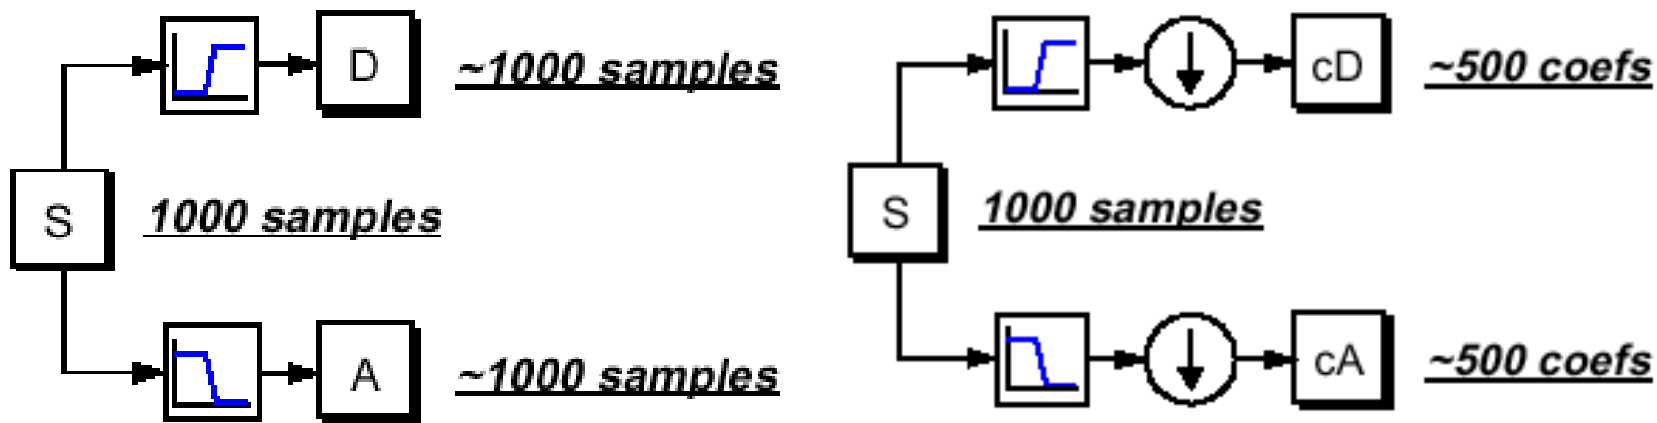 D
~1000 samples
S
1000 samples
A
~1000 samples
cD
~500 coefs
S
1000 samples
cA
~500 coefs